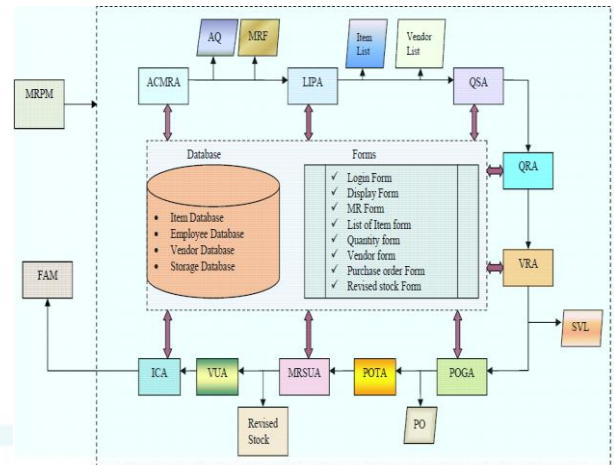 AQ
MRF
Item
List
Vendor
List
MRPM
ACMRA
LIPA
QSA
Database
Forms
• Item Database
• Employee Database
• Vendor Database
• Storage Database
✓ Login Form
✓ Display Form
✓ MR Form
✓ List of Item form
✓ Quantity form
✓ Vendor form
✓ Purchase order Form
✓ Revised stock Form
QRA
VRA
FAM
SVL
ICA
VUA
MRSUA
POTA
POGA
Revised
Stock
PO